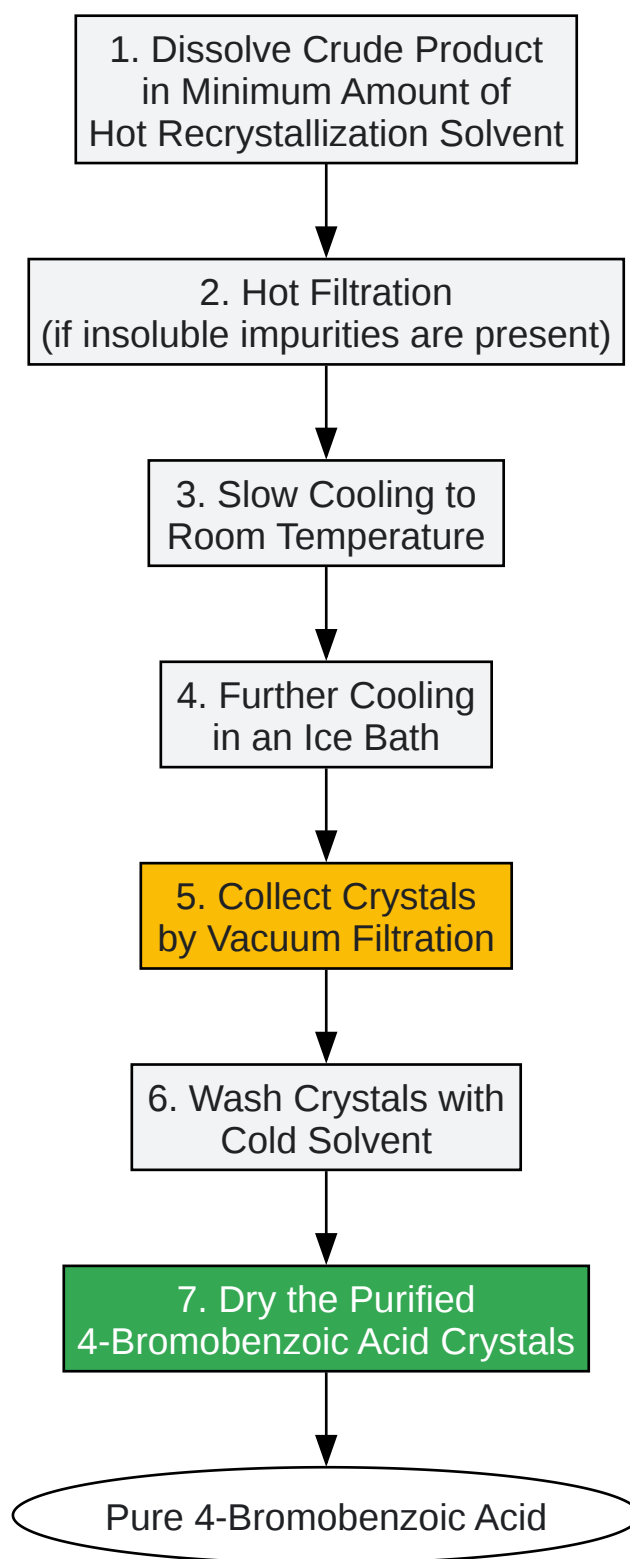 1. Dissolve Crude Product
in Minimum Amount of
Hot Recrystallization Solvent
2. Hot Filtration
(if insoluble impurities are present)
3. Slow Cooling to
Room Temperature
4. Further Cooling
in an Ice Bath
5. Collect Crystals
by Vacuum Filtration
6. Wash Crystals with
Cold Solvent
7. Dry the Purified
4-Bromobenzoic Acid Crystals
Pure 4-Bromobenzoic Acid